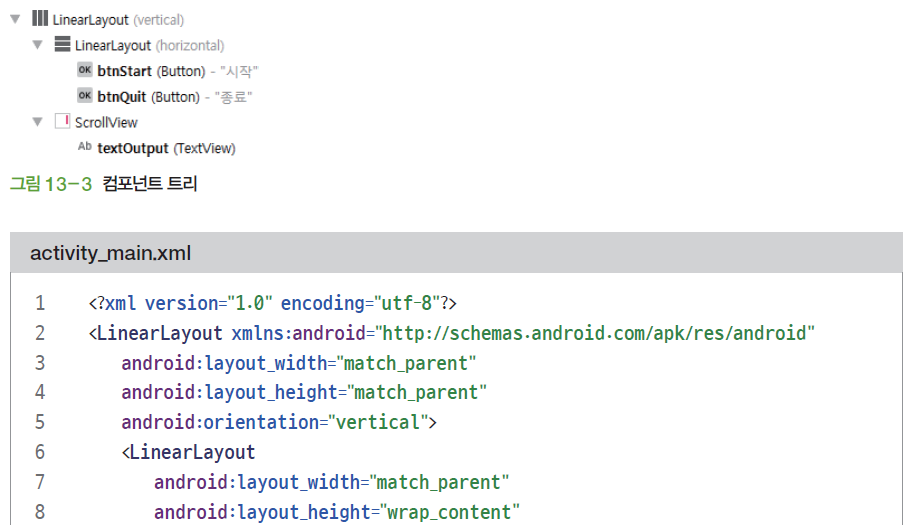 LinearLayout (vertical)
LinearLayout (horizontal)
OK btnStart (Button) - "시작"
OK btnQuit (Button) - "종료"
ScrollView
Ab textOutput (TextView)
그림 13-3 컴포넌트 트리
activity_main.xml
1 <?xml version="1.0" encoding="utf-8"?>
2 <LinearLayout xmlns:android="http://schemas.android.com/apk/res/android"
3 android:layout_width="match_parent"
4 android:layout_height="match_parent"
5 android:orientation="vertical">
6 <LinearLayout
7 android:layout_width="match_parent"
8 android:layout_height="wrap_content"